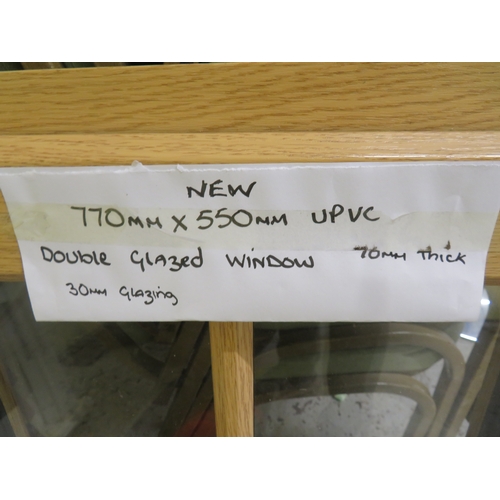 NEW
770mm x 550mm UPVC
Double Glazed WINDOW 70mm Thick
30mm Glazing